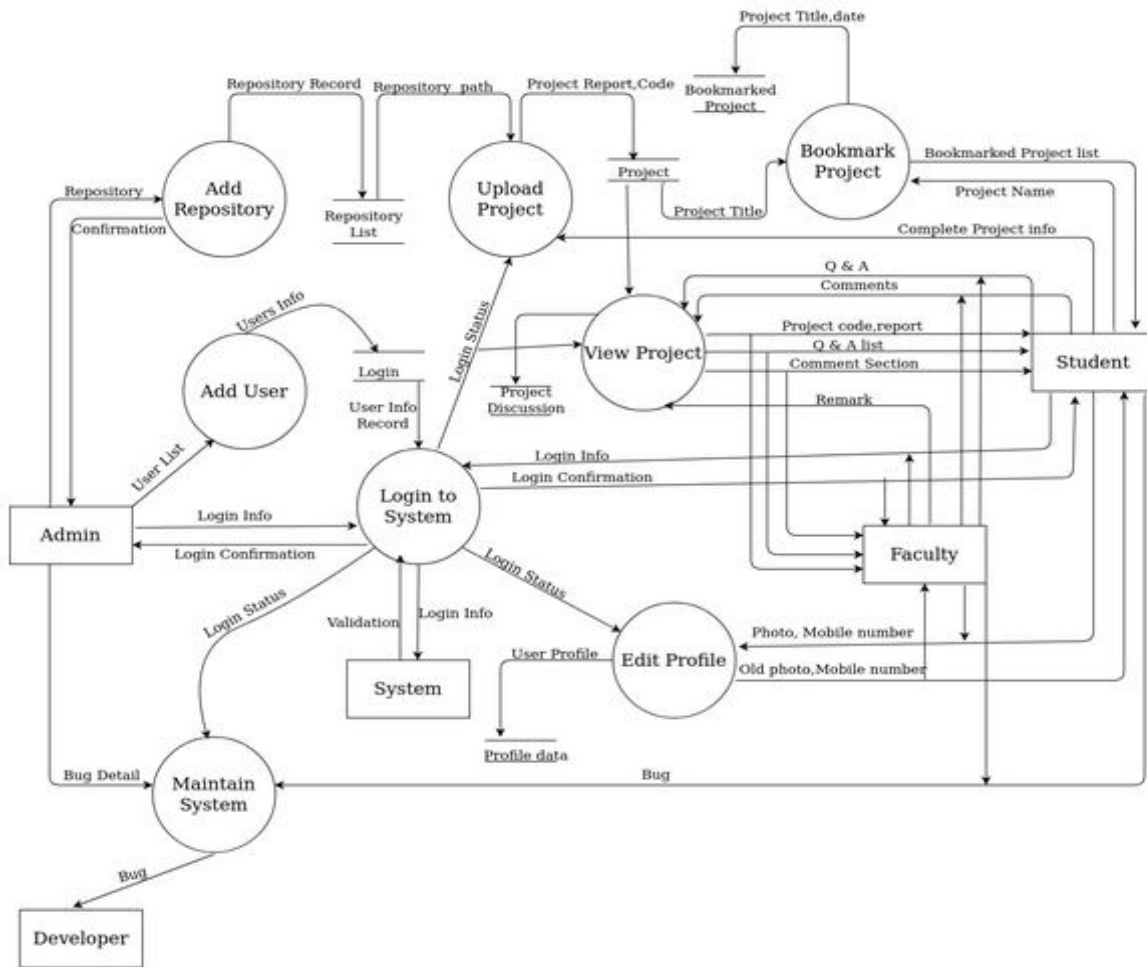 Project Title,date
Repository Record
Repository path
Project Report,Code
Bookmarked
Project
Bookmark
Project
Bookmarked Project list
Add
Repository
Upload
Project
Project
Repository
Project Name
Repository
List
Project Title
Confirmation
Complete Project info
Q & A
Comments
Users Info
Login Status
Project code,report
View Project
Q & A list
Student
Login
Comment Section
Add User
Project
Discussion
User Info
Record
Remark
User List
Login Info
Login Confirmation
Login to
System
Login Info
Admin
Login Confirmation
Faculty
Login Status
Login Status
Validation
Login Info
Photo, Mobile number
User Profile
Edit Profile
Old photo,Mobile number
System
Profile data
Bug Detail
Maintain
System
Bug
Bug
Developer